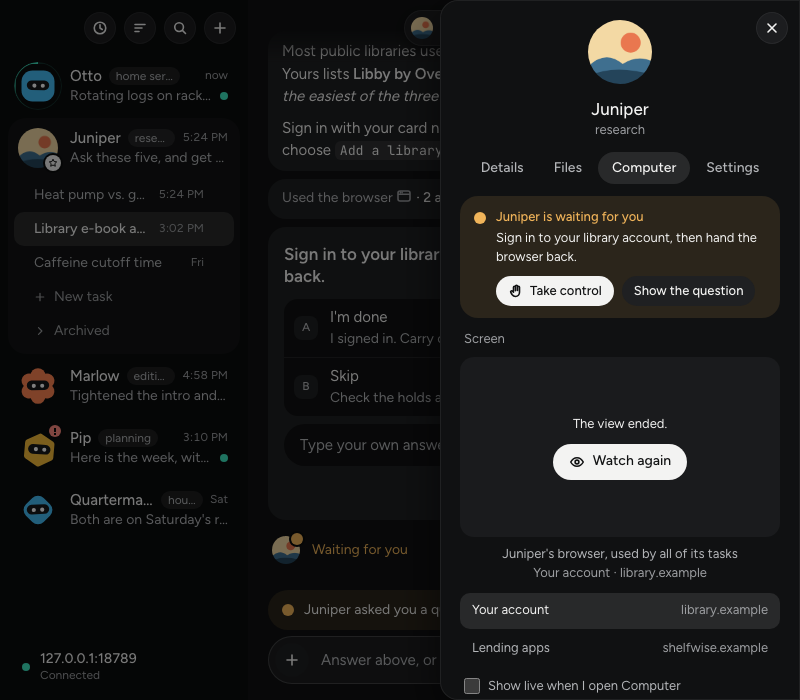 Otto
home ser...
now
Rotating logs on rack...
Juniper
rese...
5:24 PM
Ask these five, and get ...
Heat pump vs. g...
5:24 PM
Library e-book a...
3:02 PM
Caffeine cutoff time
Fri
New task
Archived
Marlow
editi...
4:58 PM
Tightened the intro and...
Pip
planning
3:10 PM
Here is the week, wit...
Quarterma...
hou...
Sat
Both are on Saturday's r...
127.0.0.1:18789
Connected
Most public libraries use
Yours lists Libby by Ove
the easiest of the three
Sign in with your card n
choose Add a library
Used the browser · 2 a
Sign in to your librar
back.
A
I'm done
I signed in. Carry o
B
Skip
Check the holds a
Type your own answe
Waiting for you
Juniper asked you a q
Answer above, or
Juniper
research
Details
Files
Computer
Settings
Juniper is waiting for you
Sign in to your library account, then hand the
browser back.
Take control
Show the question
Screen
The view ended.
Watch again
Juniper's browser, used by all of its tasks
Your account · library.example
Your account
library.example
Lending apps
shelfwise.example
Show live when I open Computer